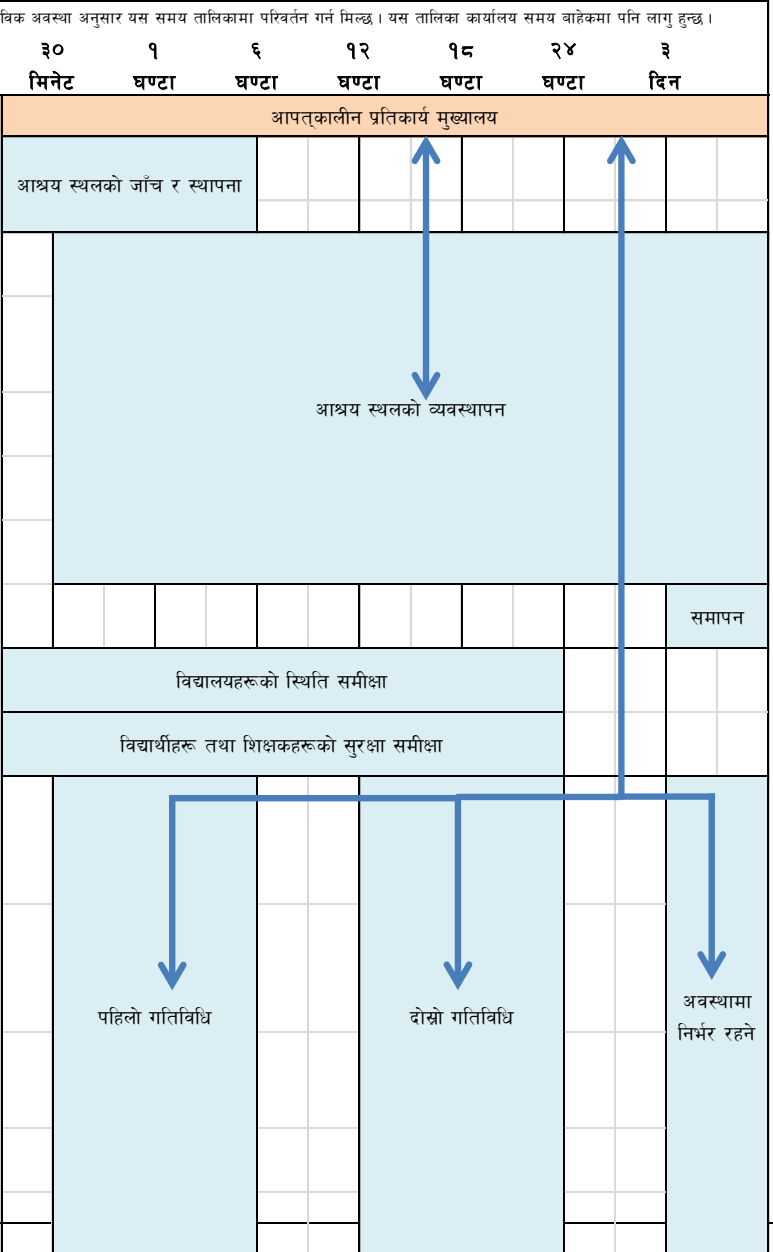 विक अवस्था अनुसार यस समय तालिकामा परिवर्तन गर्न मिल्छ। यस तालिका कार्यालय समय बाहेकमा पनि लागु हुन्छ।
३० १ ६ १२ १८ २४ ३
मिनेट घण्टा घण्टा घण्टा घण्टा घण्टा दिन
आपत्कालीन प्रतिकार्य मुख्यालय
आश्रय स्थलको जाँच र स्थापना
आश्रय स्थलको व्यवस्थापन
समापन
विद्यालयहरूको स्थिति समीक्षा
विद्यार्थीहरू तथा शिक्षकहरूको सुरक्षा समीक्षा
पहिलो गतिविधि
दोस्रो गतिविधि
अवस्थामा
निर्भर रहने